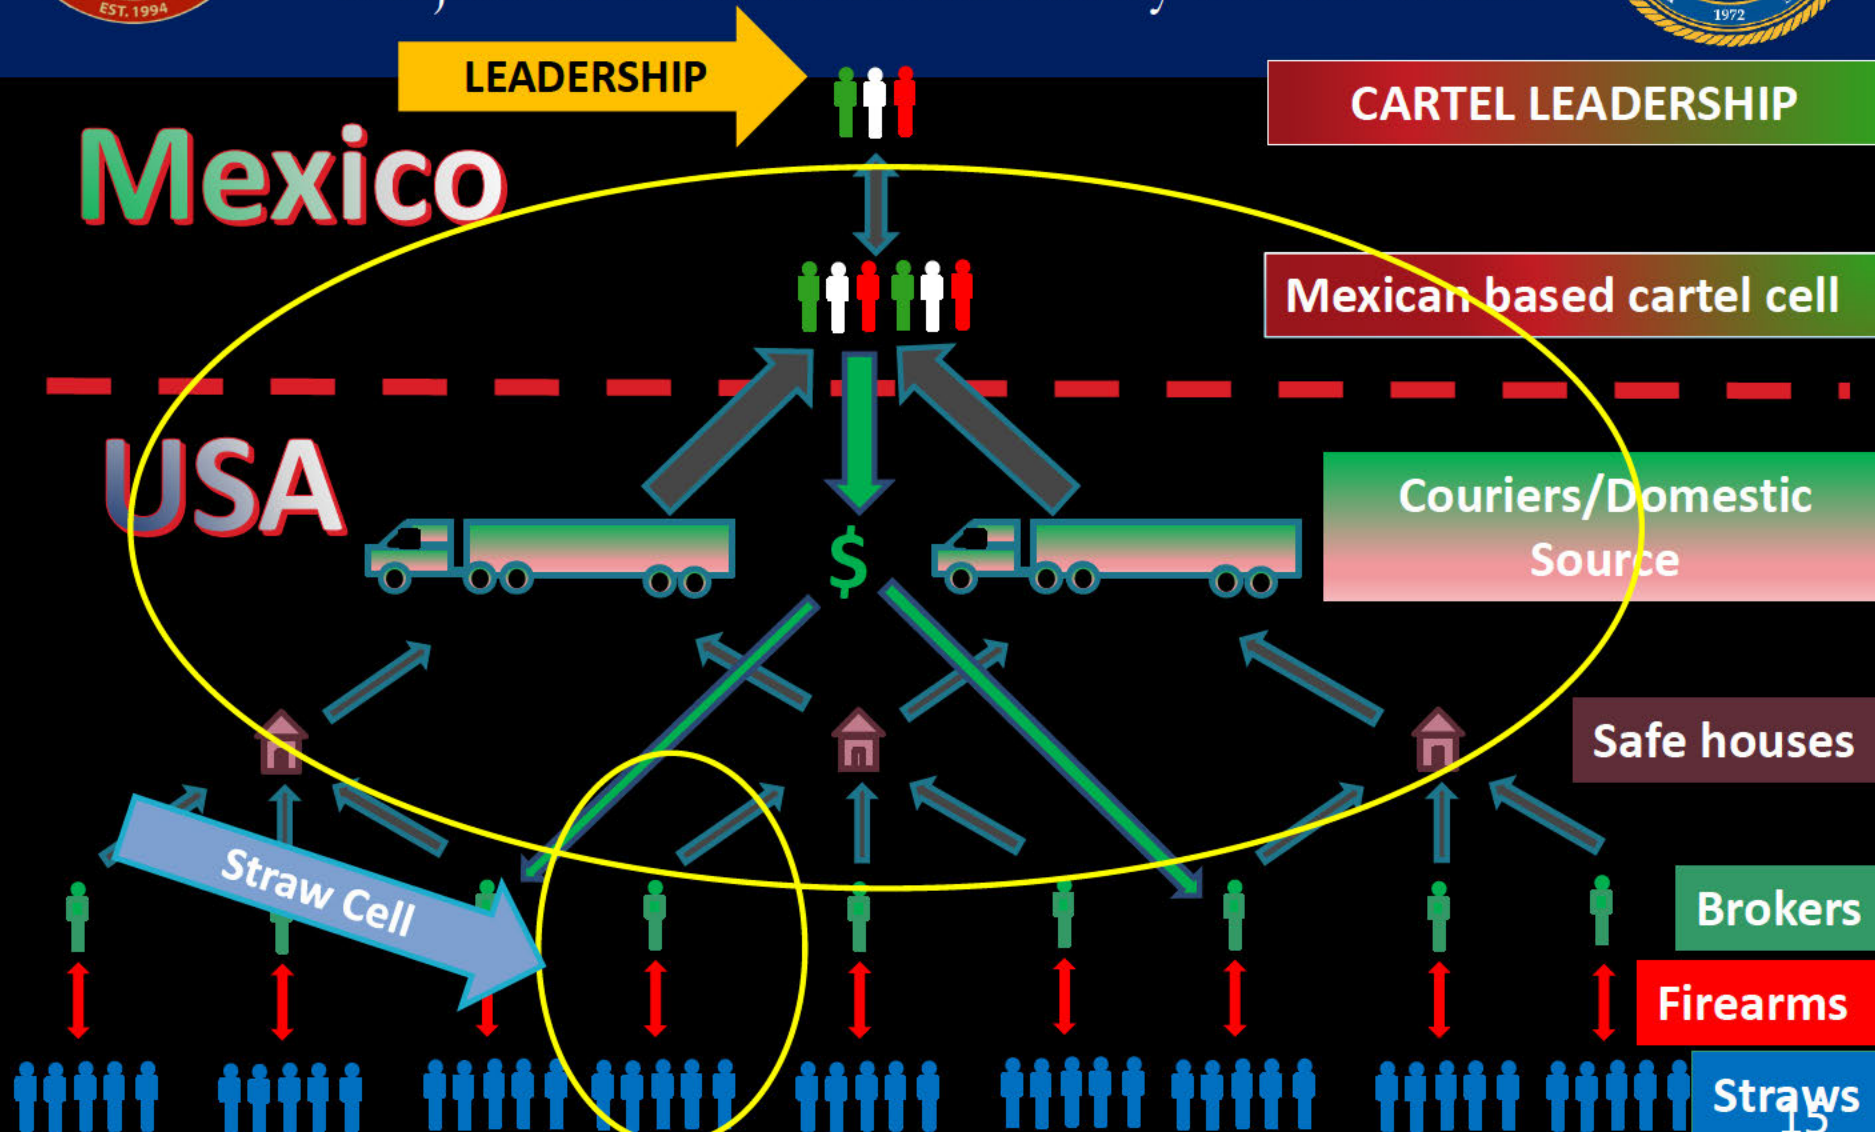 EST. 1994
1972
LEADERSHIP
CARTEL LEADERSHIP
Mexico
Mexican based cartel cell
USA
Couriers/Domestic
Source
$
Safe houses
Straw Cell
Brokers
Firearms
Straws
15